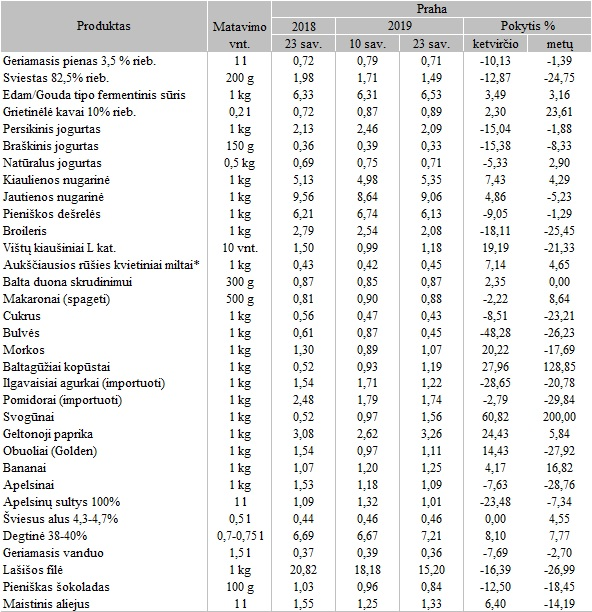 Produktas Matavimo vnt. Praha
2018 2019 Pokytis %
23 sav. 10 sav. 23 sav. ketvirčio metų
Geriamasis pienas 3,5 % rieb. 1 l 0,72 0,79 0,71 -10,13 -1,39
Sviestas 82,5% rieb. 200 g 1,98 1,71 1,49 -12,87 -24,75
Edam/Gouda tipo fermentinis sūris 1 kg 6,33 6,31 6,53 3,49 3,16
Grietinėlė kavai 10% rieb. 0,2 l 0,72 0,87 0,89 2,30 23,61
Persikinis jogurtas 1 kg 2,13 2,46 2,09 -15,04 -1,88
Braškinis jogurtas 150 g 0,36 0,39 0,33 -15,38 -8,33
Natūralus jogurtas 0,5 kg 0,69 0,75 0,71 -5,33 2,90
Kiaulienos nugarinė 1 kg 5,13 4,98 5,35 7,43 4,29
Jautienos nugarinė 1 kg 9,56 8,64 9,06 4,86 -5,23
Pieniškos dešrelės 1 kg 6,21 6,74 6,13 -9,05 -1,29
Broileris 1 kg 2,79 2,54 2,08 -18,11 -25,45
Vištų kiaušiniai L kat. 10 vnt. 1,50 0,99 1,18 19,19 -21,33
Aukščiausios rūšies kvietiniai miltai* 1 kg 0,43 0,42 0,45 7,14 4,65
Balta duona skrudinimui 300 g 0,87 0,85 0,87 2,35 0,00
Makaronai (spageti) 500 g 0,81 0,90 0,88 -2,22 8,64
Cukrus 1 kg 0,56 0,47 0,43 -8,51 -23,21
Bulvės 1 kg 0,61 0,87 0,45 -48,28 -26,23
Morkos 1 kg 1,30 0,89 1,07 20,22 -17,69
Baltagūžiai kopūstai 1 kg 0,52 0,93 1,19 27,96 128,85
Ilgavaisiai agurkai (importuoti) 1 kg 1,54 1,71 1,22 -28,65 -20,78
Pomidorai (importuoti) 1 kg 2,48 1,79 1,74 -2,79 -29,84
Svogūnai 1 kg 0,52 0,97 1,56 60,82 200,00
Geltonoji paprika 1 kg 3,08 2,62 3,26 24,43 5,84
Obuoliai (Golden) 1 kg 1,54 0,97 1,11 14,43 -27,92
Bananai 1 kg 1,07 1,20 1,25 4,17 16,82
Apelsinai 1 kg 1,53 1,18 1,09 -7,63 -28,76
Apelsinų sultys 100% 1 l 1,09 1,32 1,01 -23,48 -7,34
Šviesus alus 4,3-4,7% 0,5 l 0,44 0,46 0,46 0,00 4,55
Degtinė 38-40% 0,7-0,75 l 6,69 6,67 7,21 8,10 7,77
Geriamasis vanduo 1,5 l 0,37 0,39 0,36 -7,69 -2,70
Lašišos filė 1 kg 20,82 18,18 15,20 -16,39 -26,99
Pieniškas šokoladas 100 g 1,03 0,96 0,84 -12,50 -18,45
Maistinis aliejus 1 l 1,55 1,25 1,33 6,40 -14,19